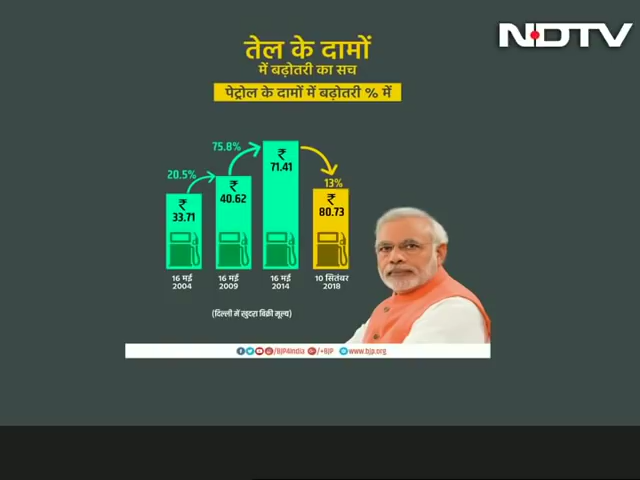 NDTV
तेल के दामों
में बढ़ोतरी का सच
पेट्रोल के दामों में बढ़ोतरी % में
20.5%
75.8%
13%
₹
33.71
₹
40.62
₹
71.41
₹
80.73
16 मई
2004
16 मई
2009
16 मई
2014
10 सितंबर
2018
(दिल्ली में खुदरा बिक्री मूल्य)
/BJP4India /+BJP www.bjp.org